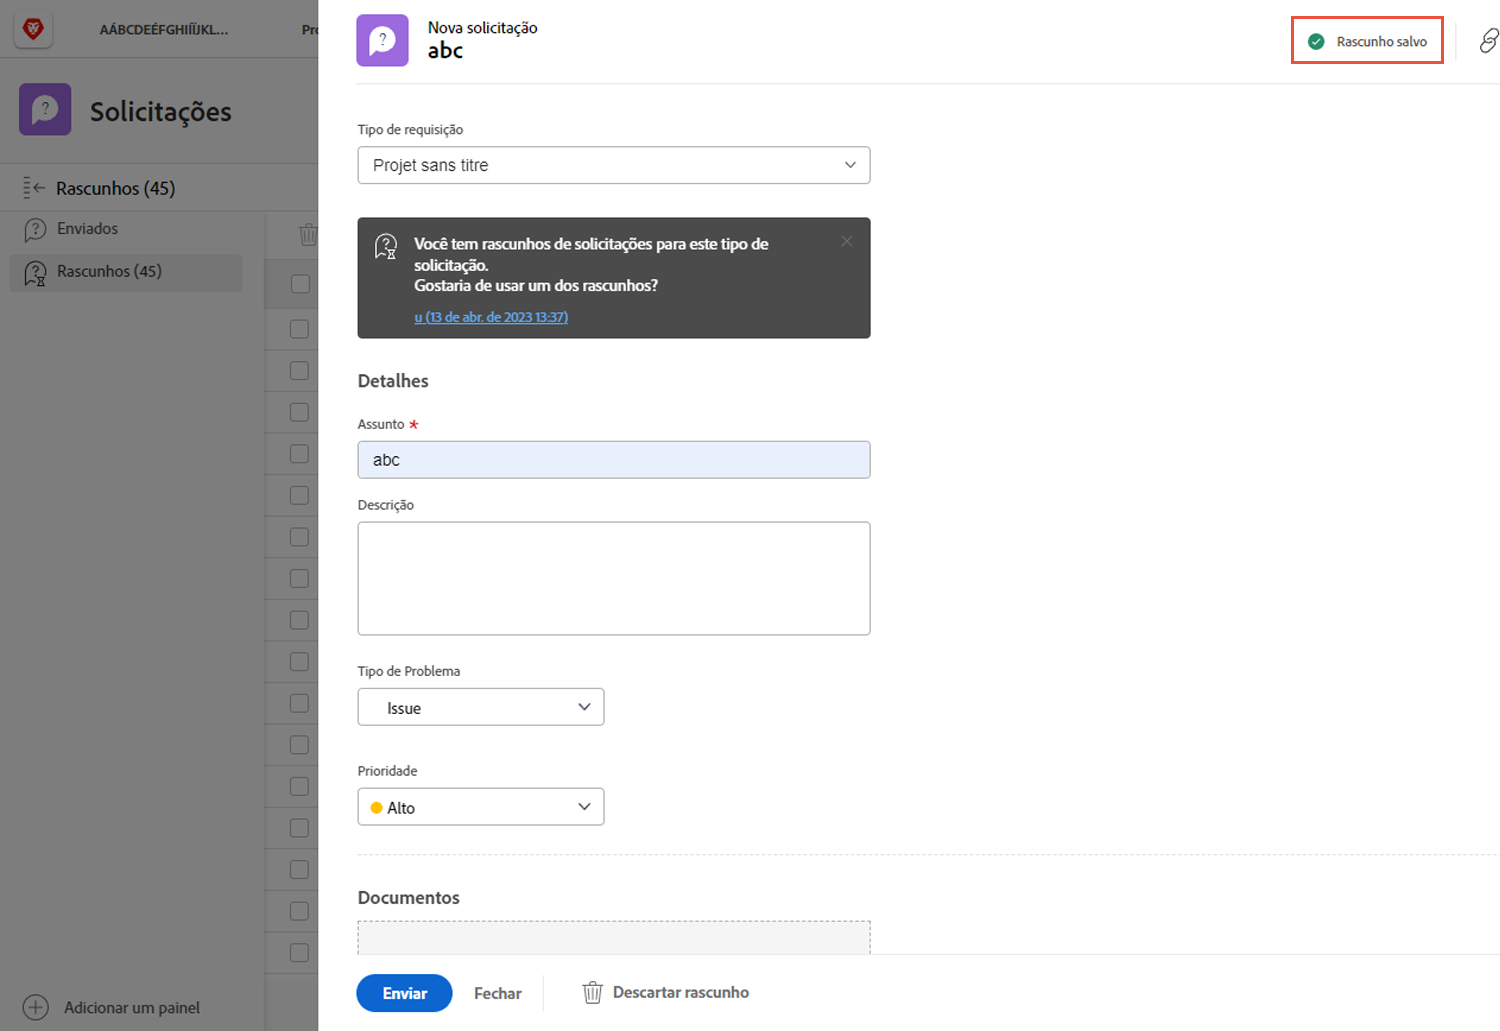 AÁBCDEÉFGHIÍJKL...
Solicitações
Rascunhos (45)
Enviados
Rascunhos (45)
Adicionar um painel
Nova solicitação
abc
Rascunho salvo
Tipo de requisição
Projet sans titre
Você tem rascunhos de solicitações para este tipo de
solicitação.
Gostaria de usar um dos rascunhos?
u (13 de abr. de 2023 13:37)
Detalhes
Assunto *
abc
Descrição
Tipo de Problema
Issue
Prioridade
Alto
Documentos
Enviar
Fechar
Descartar rascunho